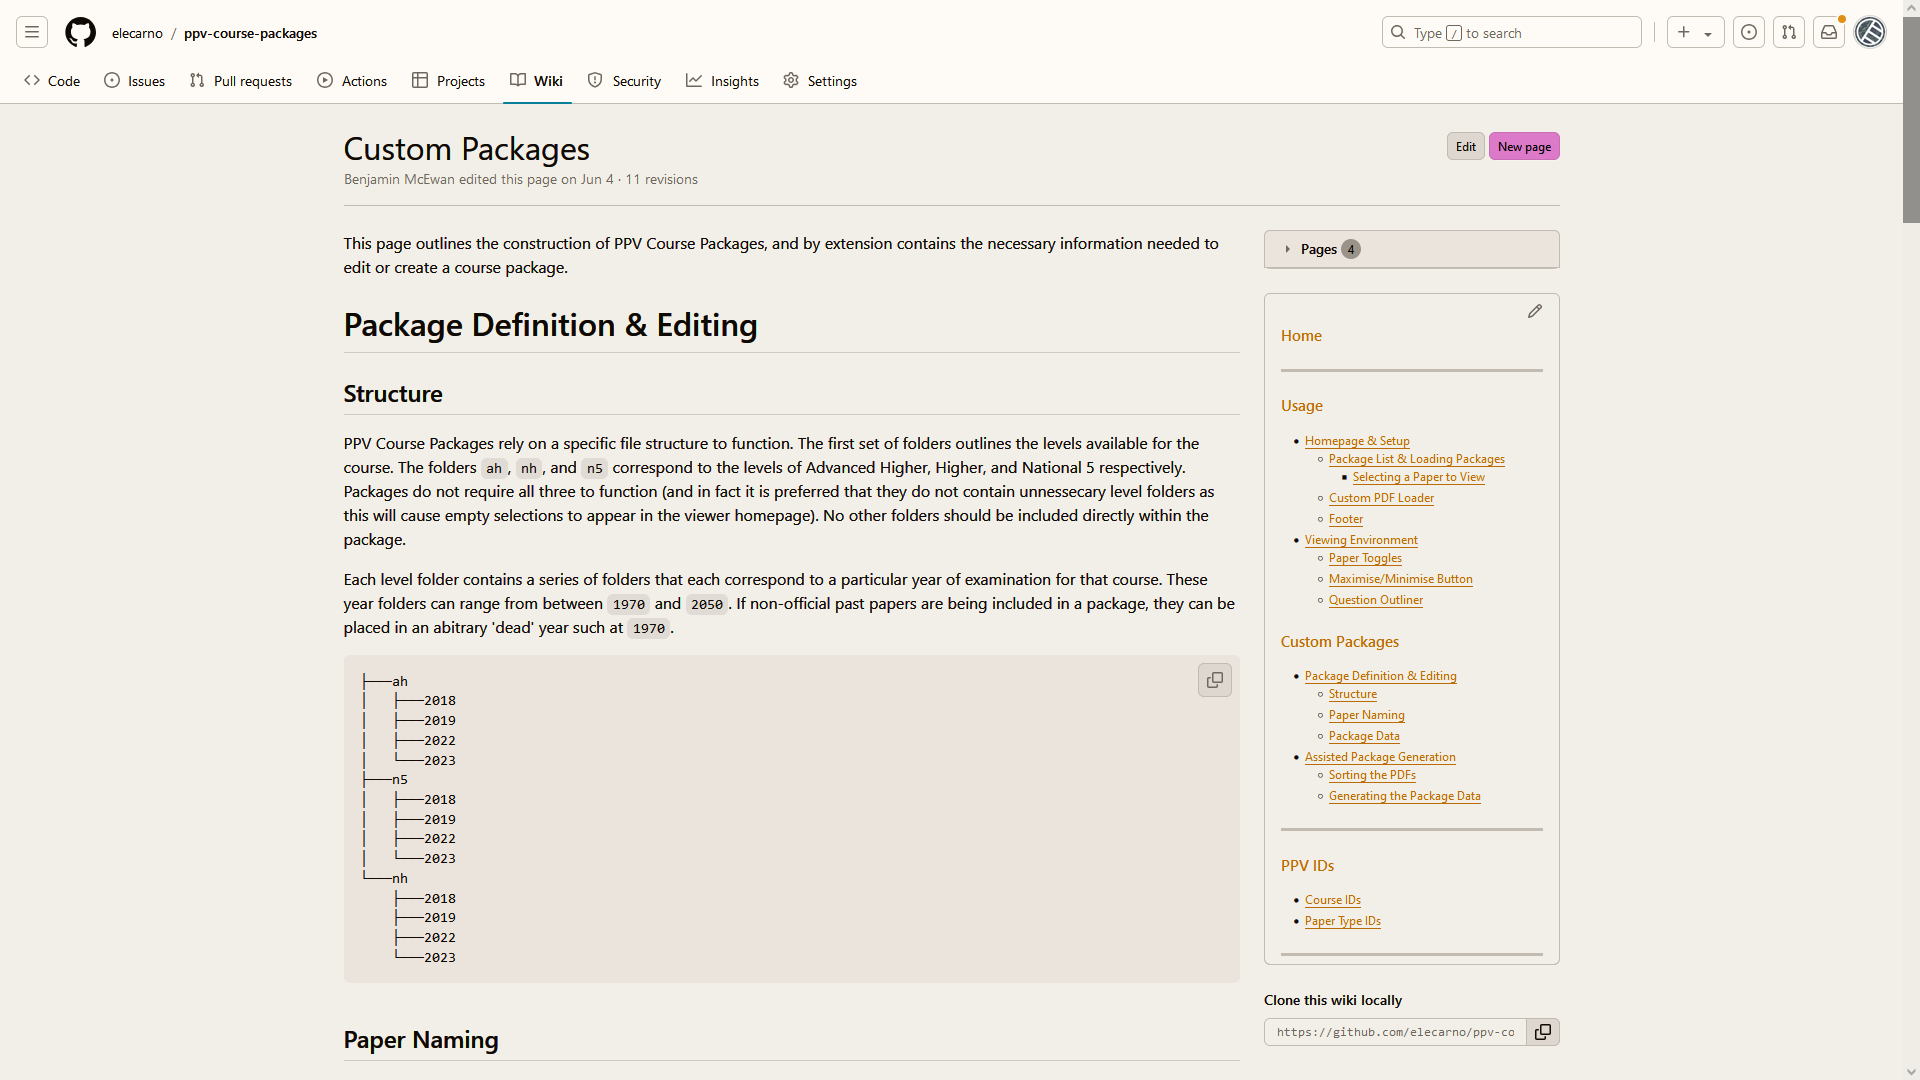 elecarno / ppv-course-packages
Type / to search
Code Issues Pull requests Actions Projects Wiki Security Insights Settings
Custom Packages
Edit New page
Benjamin McEwan edited this page on Jun 4 · 11 revisions
This page outlines the construction of PPV Course Packages, and by extension contains the necessary information needed to
edit or create a course package.
Package Definition & Editing
Structure
PPV Course Packages rely on a specific file structure to function. The first set of folders outlines the levels available for the
course. The folders ah, nh, and n5 correspond to the levels of Advanced Higher, Higher, and National 5 respectively.
Packages do not require all three to function (and in fact it is preferred that they do not contain unnessecary level folders as
this will cause empty selections to appear in the viewer homepage). No other folders should be included directly within the
package.
Each level folder contains a series of folders that each correspond to a particular year of examination for that course. These
year folders can range from between 1970 and 2050. If non-official past papers are being included in a package, they can be
placed in an abitrary 'dead' year such at 1970.
├───ah
│   ├───2018
│   ├───2019
│   ├───2022
│   └───2023
├───n5
│   ├───2018
│   ├───2019
│   ├───2022
│   └───2023
└───nh
    ├───2018
    ├───2019
    ├───2022
    └───2023
Paper Naming
Pages 4
Home
Usage
Homepage & Setup
Package List & Loading Packages
Selecting a Paper to View
Custom PDF Loader
Footer
Viewing Environment
Paper Toggles
Maximise/Minimise Button
Question Outliner
Custom Packages
Package Definition & Editing
Structure
Paper Naming
Package Data
Assisted Package Generation
Sorting the PDFs
Generating the Package Data
PPV IDs
Course IDs
Paper Type IDs
Clone this wiki locally
https://github.com/elecarno/ppv-co